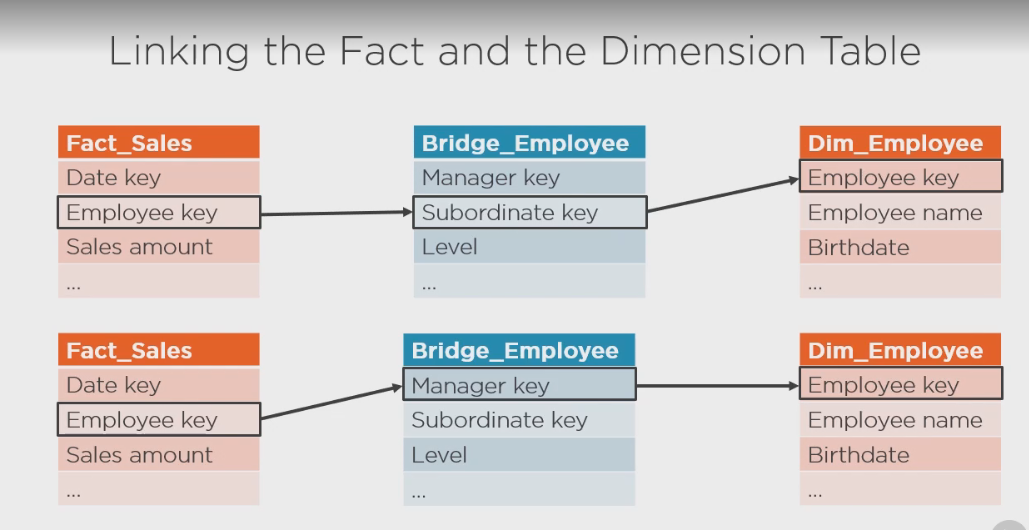 Linking the Fact and the Dimension Table
Fact_Sales
Date key
Employee key
Sales amount
...
Bridge_Employee
Manager key
Subordinate key
Level
...
Dim_Employee
Employee key
Employee name
Birthdate
...
Fact_Sales
Date key
Employee key
Sales amount
...
Bridge_Employee
Manager key
Subordinate key
Level
...
Dim_Employee
Employee key
Employee name
Birthdate
...